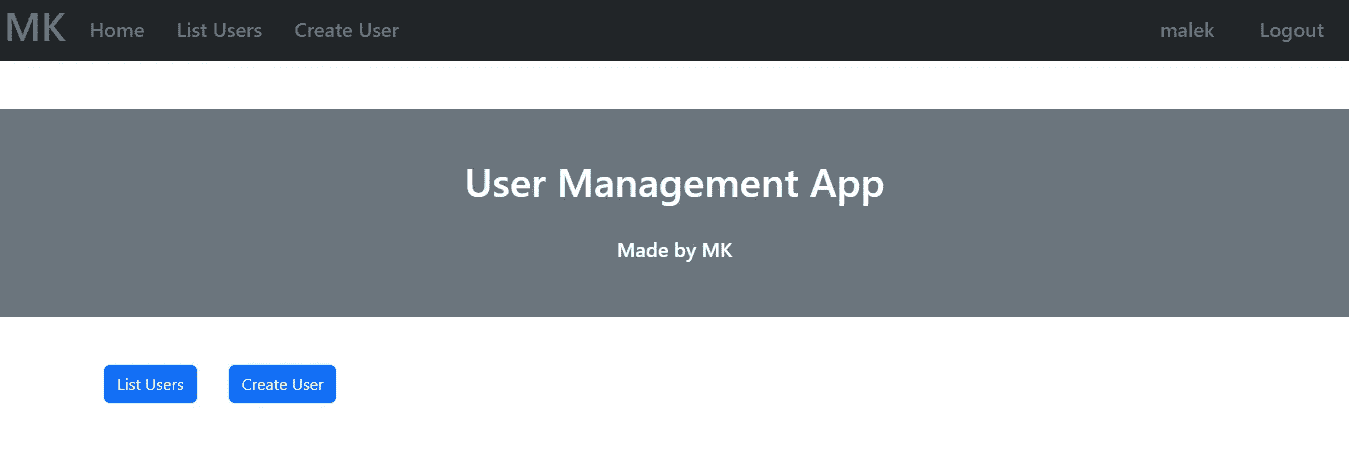 MK Home List Users Create User malek Logout
User Management App
Made by MK
List Users Create User